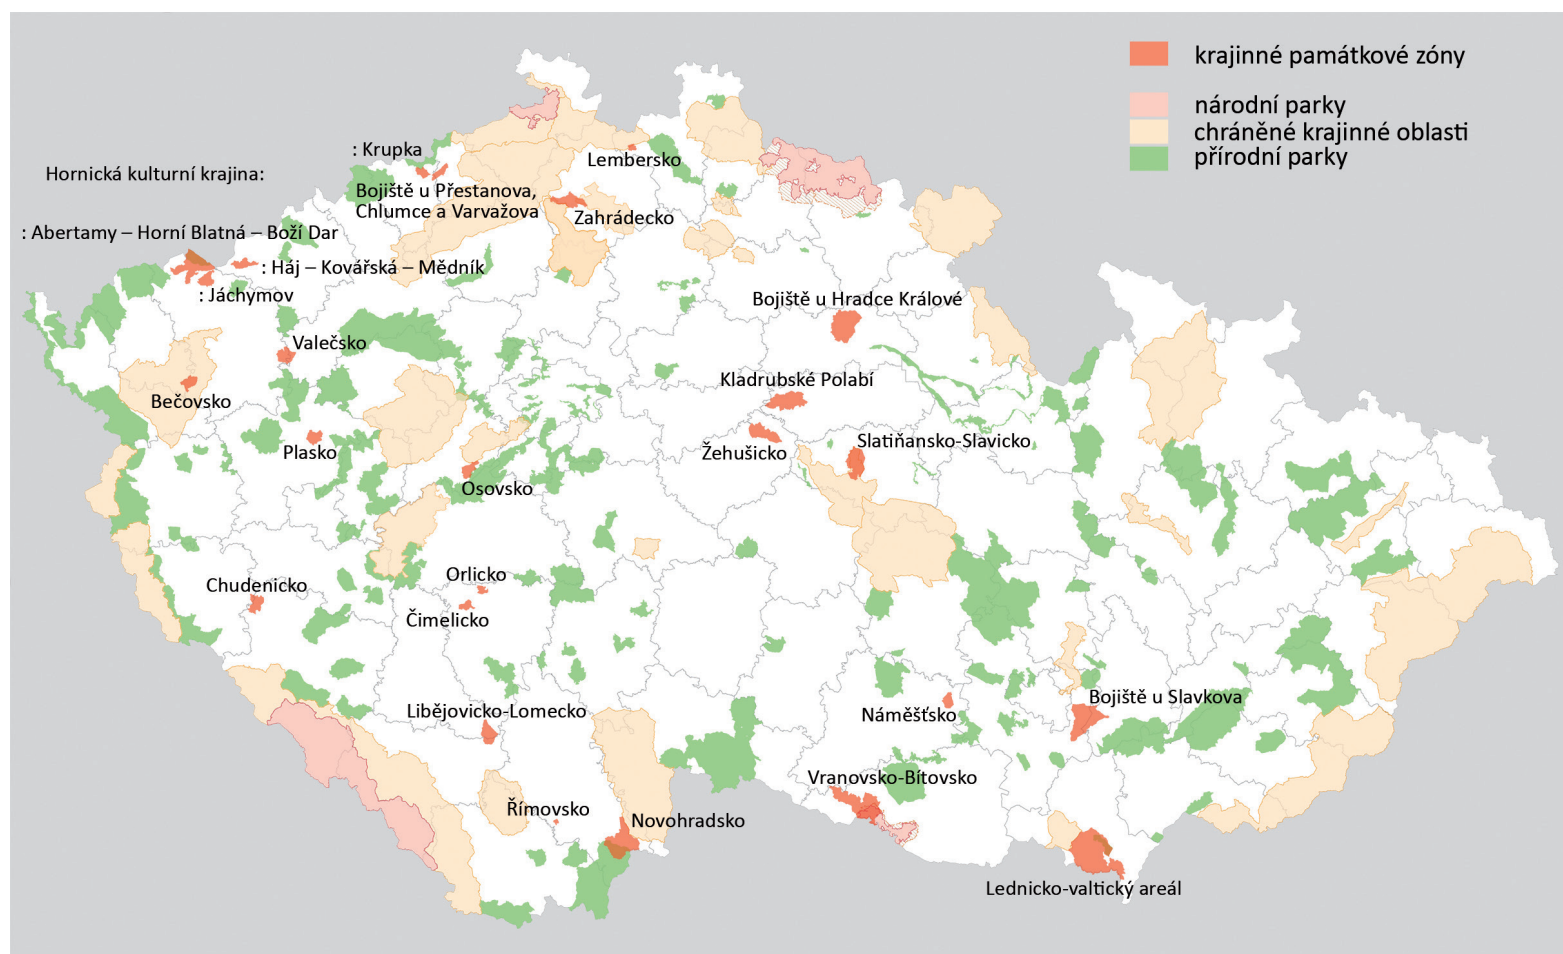 krajinné památkové zóny
národní parky
chráněné krajinné oblasti
přírodní parky
: Krupka
Lembersko
Hornická kulturní krajina:
Bojiště u Přestanova,
Chlumce a Varvažova
Zahrádecko
: Abertamy – Horní Blatná – Boží Dar
: Háj – Kovářská – Mědník
: Jáchymov
Bojiště u Hradce Králové
Valečsko
Kladrubské Polabí
Bečovsko
Plasko
Žehušicko
Slatiňansko-Slavicko
Osovsko
Chudenicko
Orlicko
Čimelicko
Libějovicko-Lomecko
Náměšťsko
Bojiště u Slavkova
Vranovsko-Bítovsko
Římovsko
Novohradsko
Lednicko-valtický areál